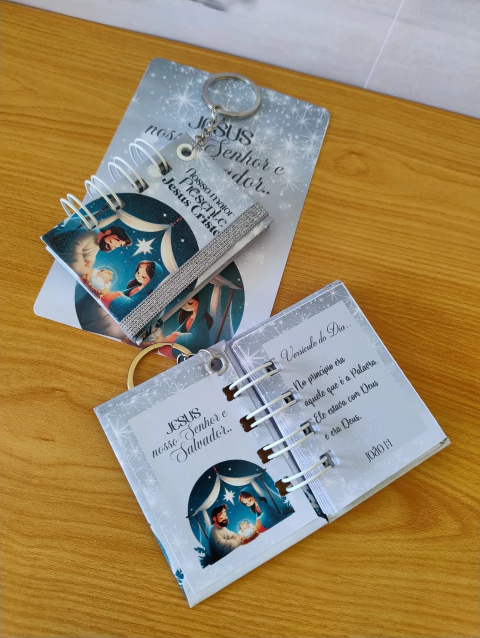 JESUS
nosso Senhor e
Salvador..
Nosso maior
Presente
Jesus Cristo
JESUS
nosso Senhor e
Salvador..
Versículo do Dia..
No princípio era
aquele que é a Palavra.
Ele estava com Deus
e era Deus.
JOÃO 1:1